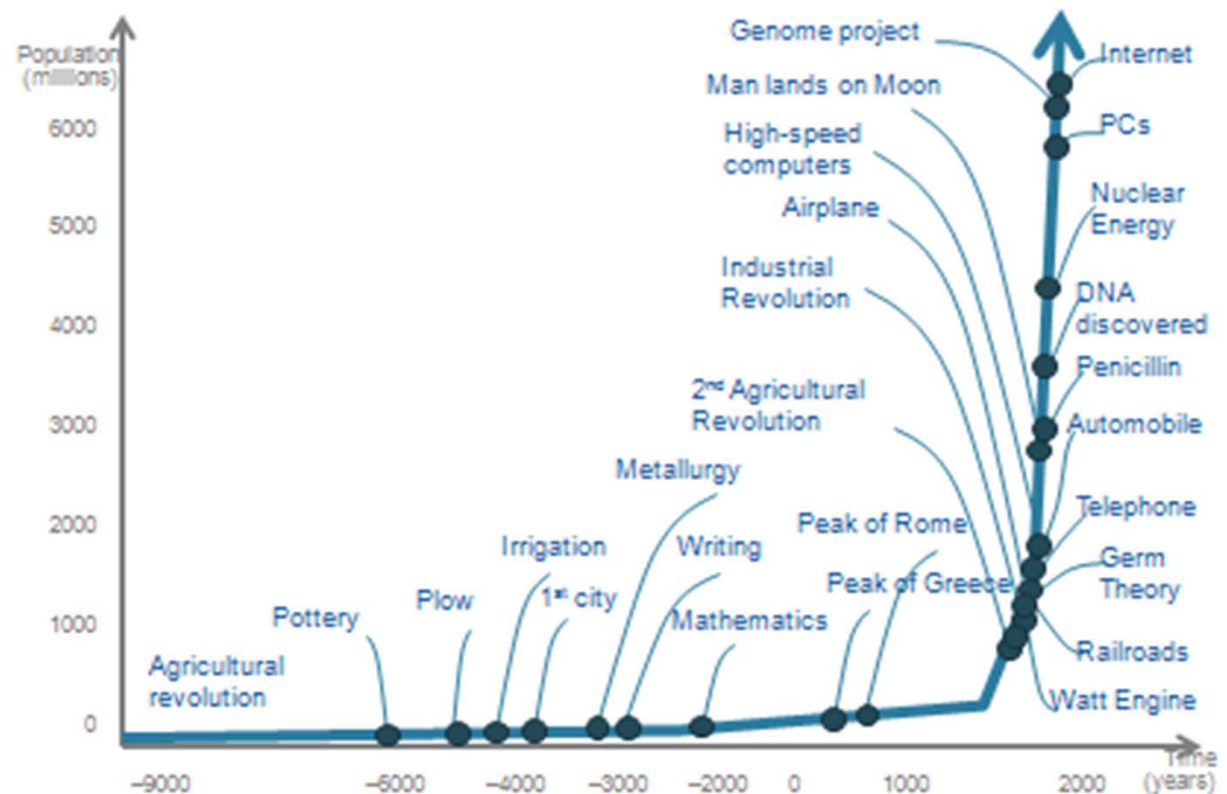 Population
(millions)
6000
5000
4000
3000
2000
1000
0
Genome project
Man lands on Moon
High-speed
computers
Airplane
Industrial
Revolution
2nd Agricultural
Revolution
Metallurgy
Peak of Rome
Irrigation
Writing
Peak of Greece
Plow
1st city
Pottery
Mathematics
Agricultural
revolution
Internet
PCs
Nuclear
Energy
DNA
discovered
Penicillin
Automobile
Telephone
Germ
Theory
Railroads
Watt Engine
Time
(years)
–9000
–6000
–4000
–3000
–2000
0
1000
2000